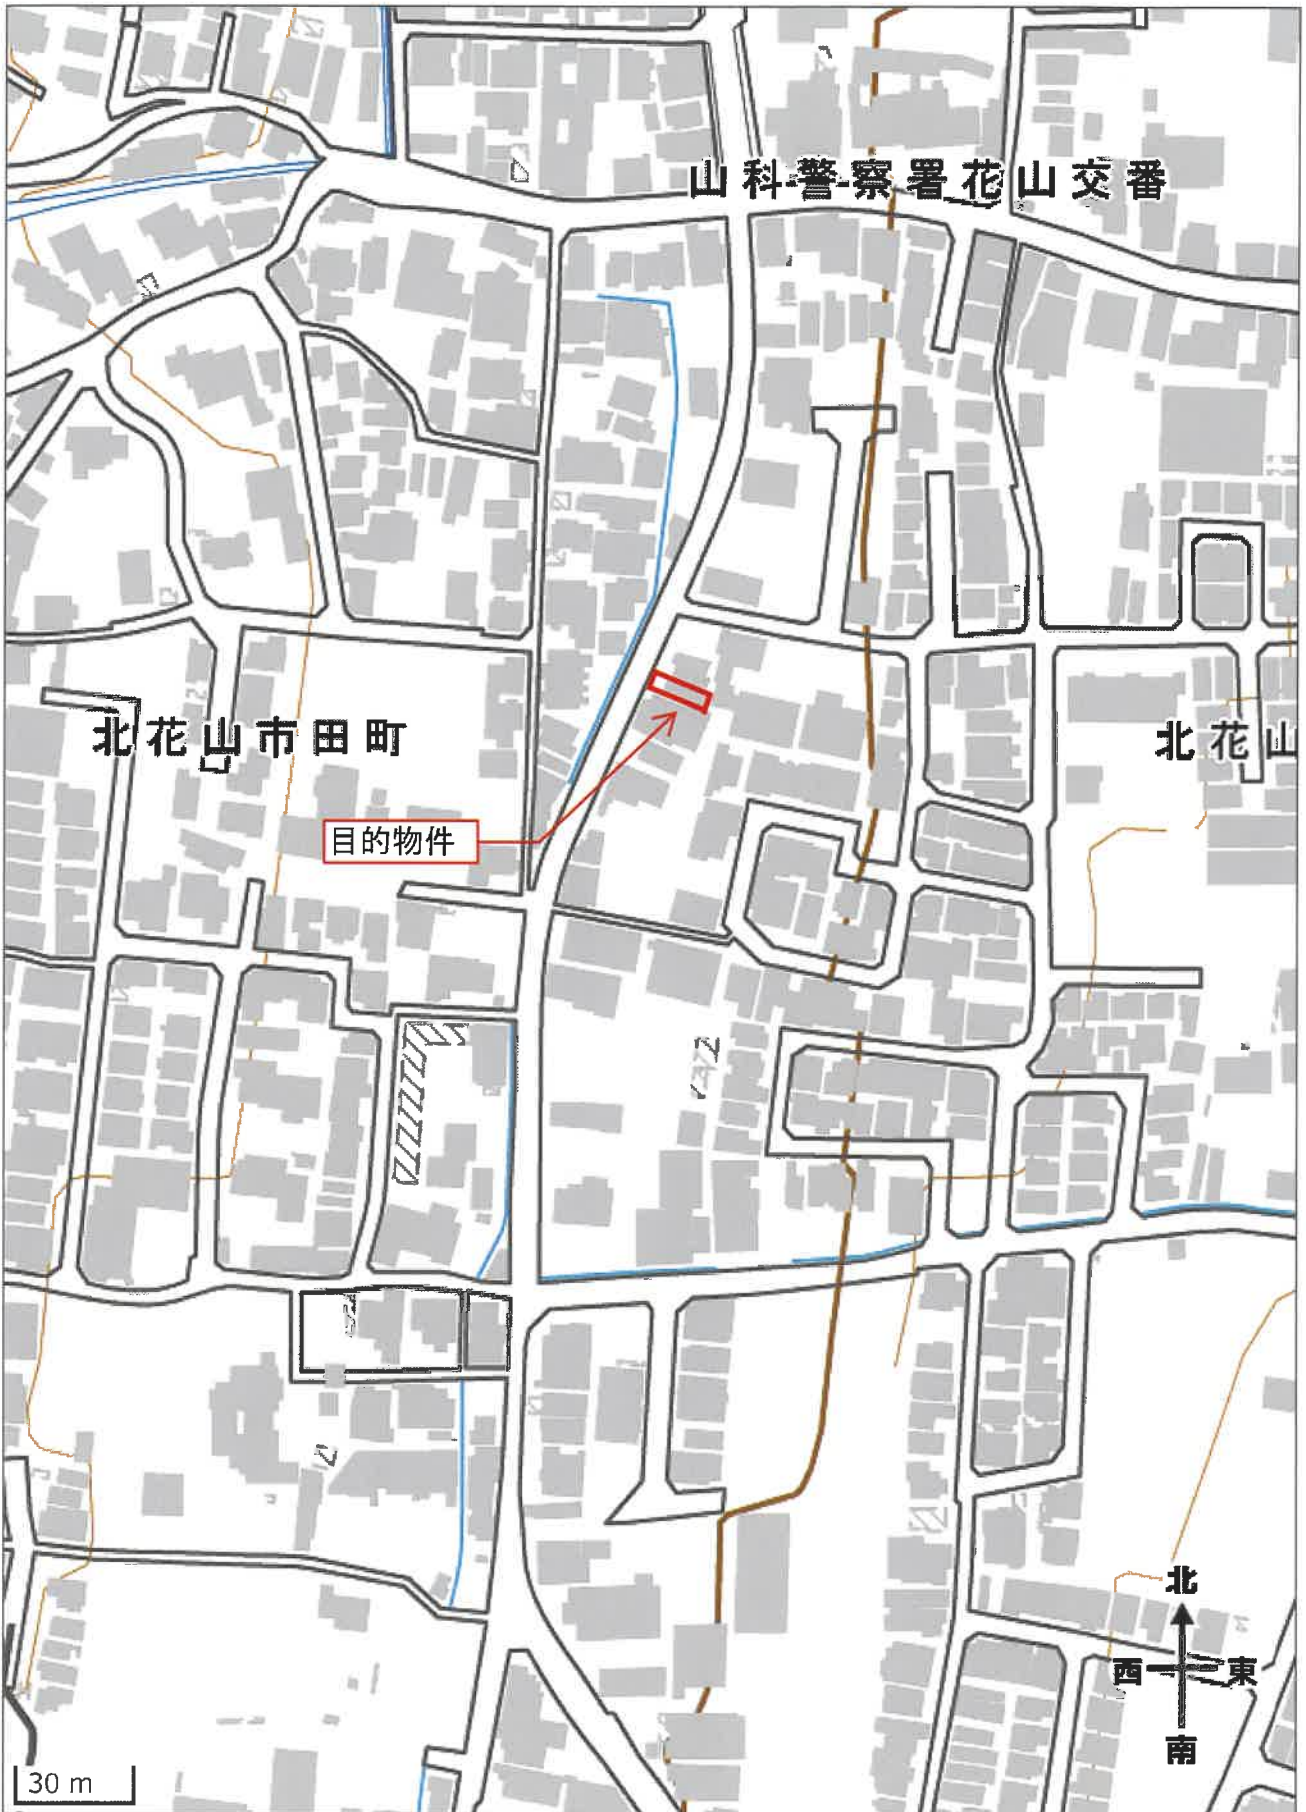 山科警察署花山交番
北花山市田町
北花山
目的物件
北
西 東
南
30 m